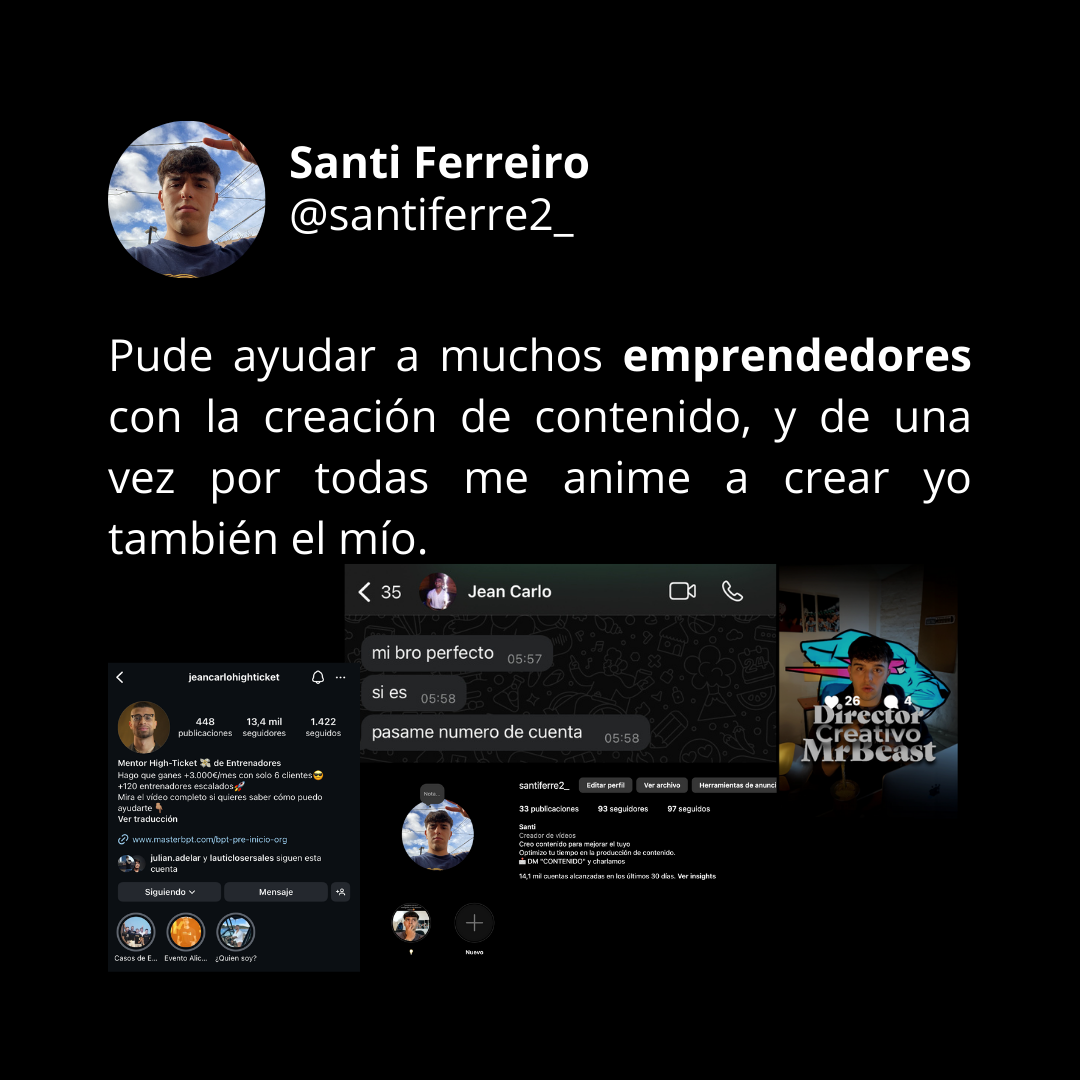 Santi Ferreiro
@santiferre2_
Pude ayudar a muchos emprendedores
con la creación de contenido, y de una
vez por todas me anime a crear yo
también el mío.
35
Jean Carlo
mi bro perfecto 05:57
si es 05:58
pasame numero de cuenta 05:58
jeancarlohighticket
448 13,4 mil 1.422
publicaciones seguidores seguidos
Mentor High-Ticket 💸 de Entrenadores
Hago que ganes +3.000€/mes con solo 6 clientes😎
+120 entrenadores escalados🚀
Mira el vídeo completo si quieres saber cómo puedo
ayudarte 👇🏽
Ver traducción
www.masterbpt.com/bpt-pre-inicio-org
julian.adelar y lauticlosersales siguen esta
cuenta
Siguiendo Mensaje
Casos de E... Evento Alic... ¿Quien soy?
Nota...
santiferre2_ Editar perfil Ver archivo Herramientas de anunci
33 publicaciones 93 seguidores 97 seguidos
Santi
Creador de vídeos
Creo contenido para mejorar el tuyo
Optimizo tu tiempo en la producción de contenido.
📩 DM "CONTENIDO" y charlamos
14,1 mil cuentas alcanzadas en los últimos 30 días. Ver insights
Nuevo
26 4
Director
Creativo
MrBeast